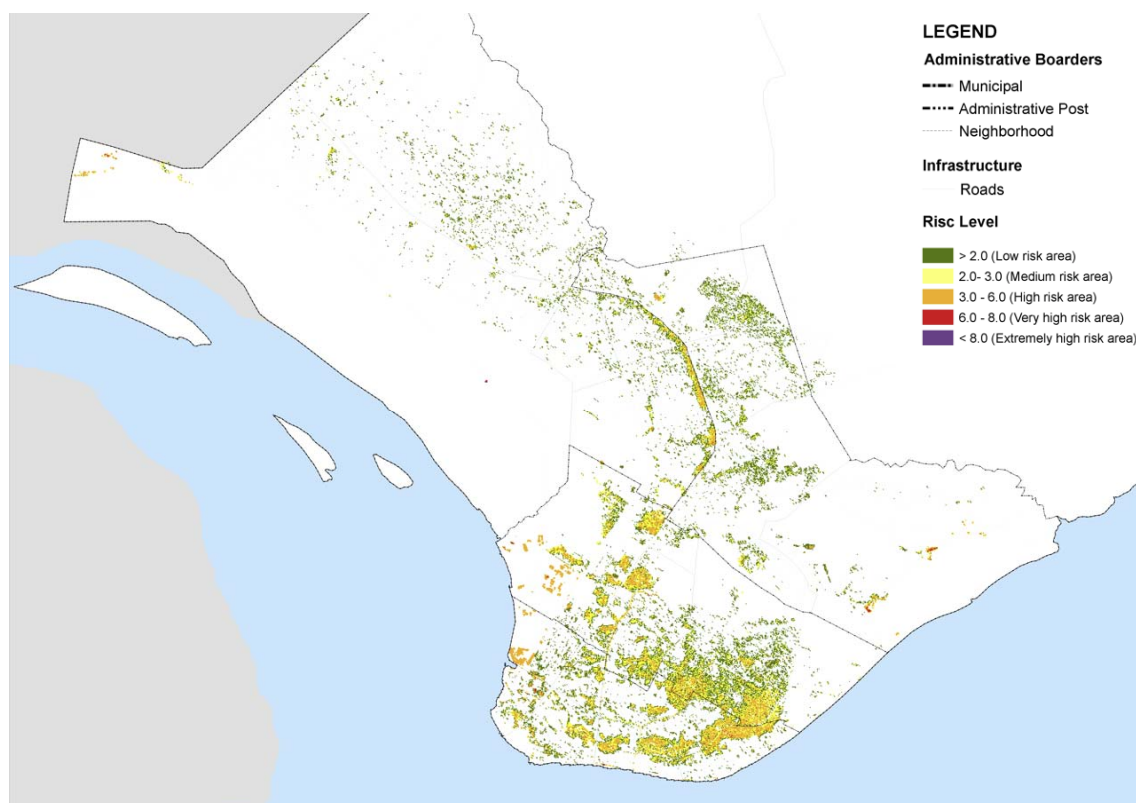 LEGEND
Administrative Boarders
Municipal
Administrative Post
Neighborhood
Infrastructure
Roads
Risc Level
> 2.0 (Low risk area)
2.0- 3.0 (Medium risk area)
3.0 - 6.0 (High risk area)
6.0 - 8.0 (Very high risk area)
< 8.0 (Extremely high risk area)